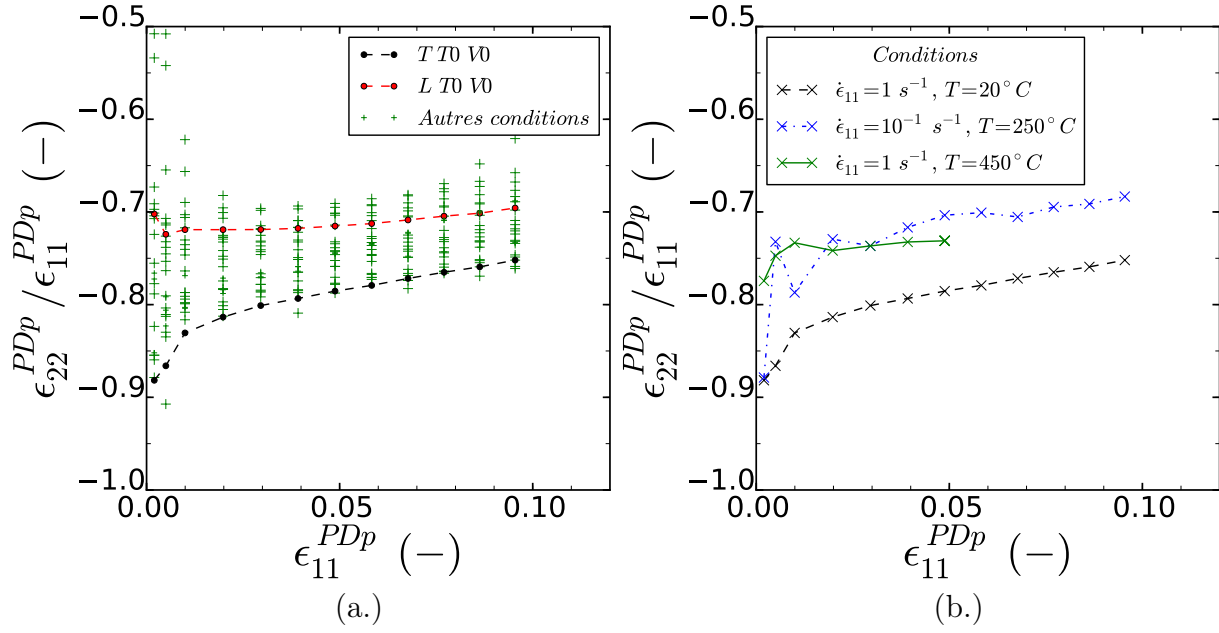 −0.5
−0.6
−0.7
−0.8
−0.9
−1.0
0.00
0.05
0.10
ϵ₂₂^{PDp} / ϵ₁₁^{PDp} (−)
ϵ₁₁^{PDp} (−)
T T0 V0
L T0 V0
Autres conditions
(a.)
−0.5
−0.6
−0.7
−0.8
−0.9
−1.0
0.00
0.05
0.10
ϵ₂₂^{PDp} / ϵ₁₁^{PDp} (−)
ϵ₁₁^{PDp} (−)
Conditions
ϵ̇₁₁=1 s⁻¹, T=20°C
ϵ̇₁₁=10⁻¹ s⁻¹, T=250°C
ϵ̇₁₁=1 s⁻¹, T=450°C
(b.)